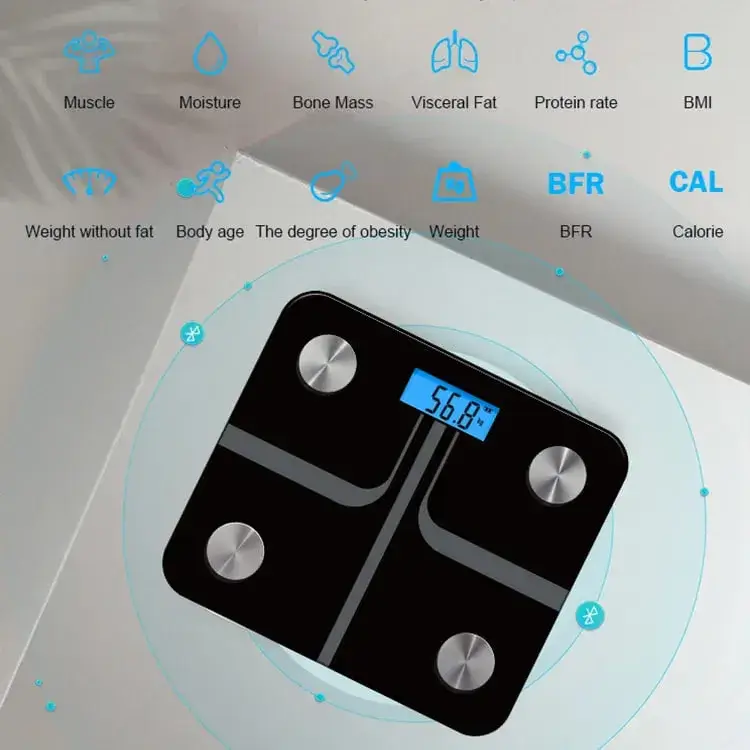 Muscle
Moisture
Bone Mass
Visceral Fat
Protein rate
BMI
BFR
CAL
Weight without fat
Body age
The degree of obesity
Weight
BFR
Calorie
56.8 kg